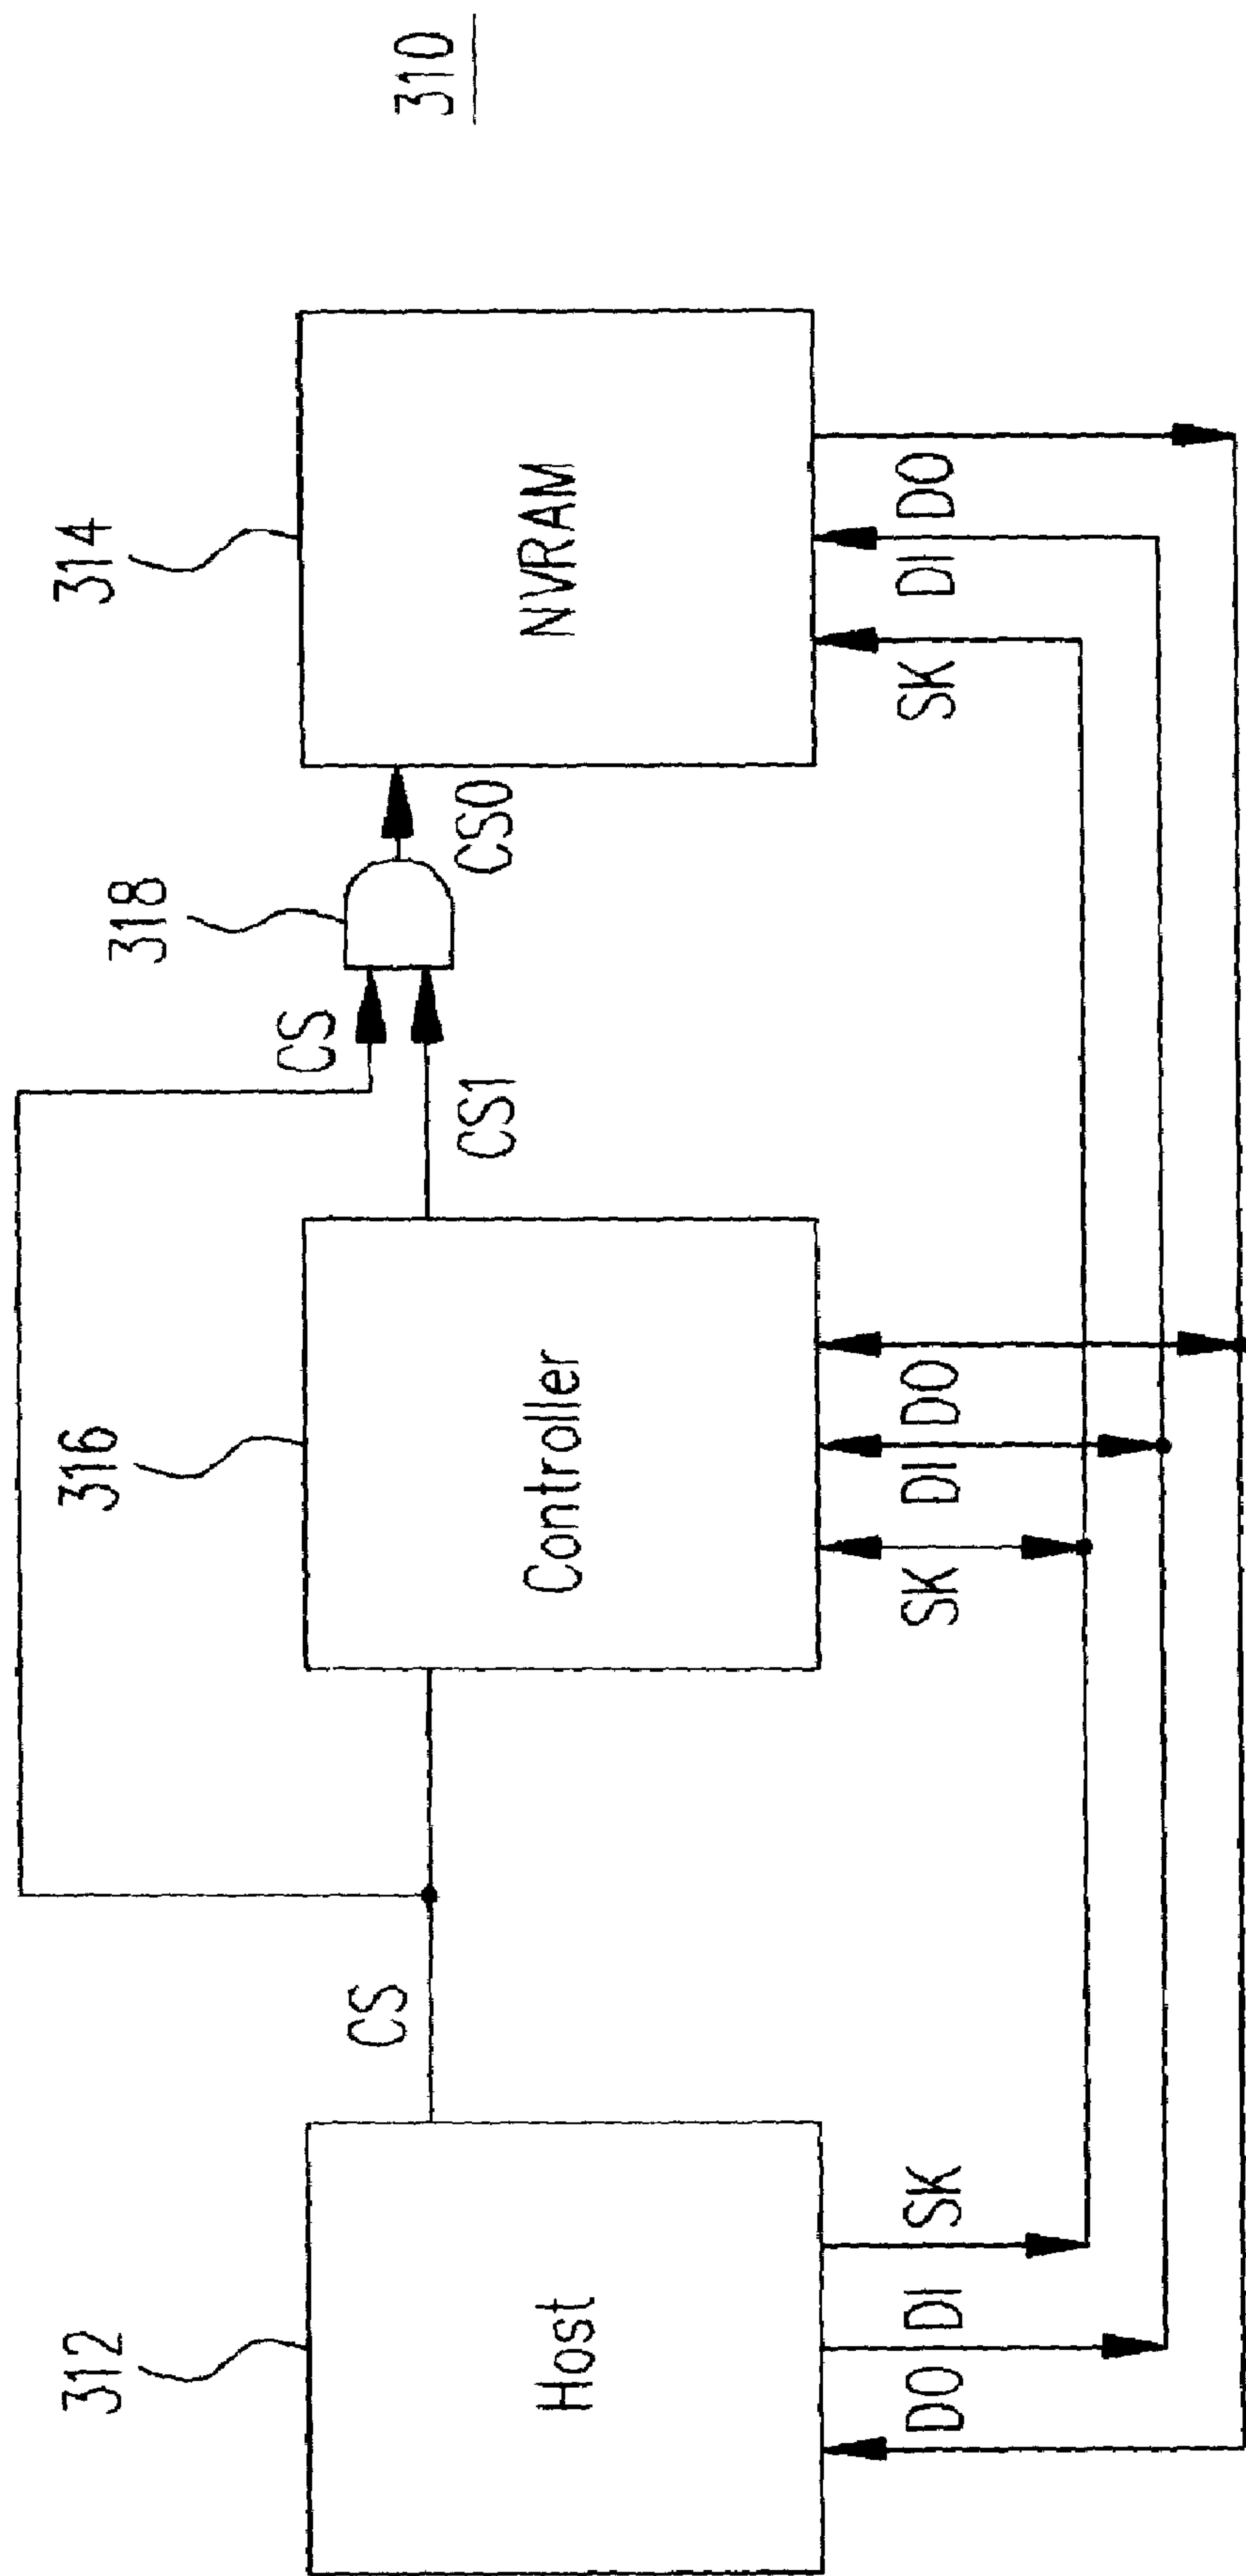 310
312
316
318
314
CS
CS
CS1
CS0
Host
Controller
NVRAM
DO
DI
SK
SK
DI
DO
SK
DI
DO